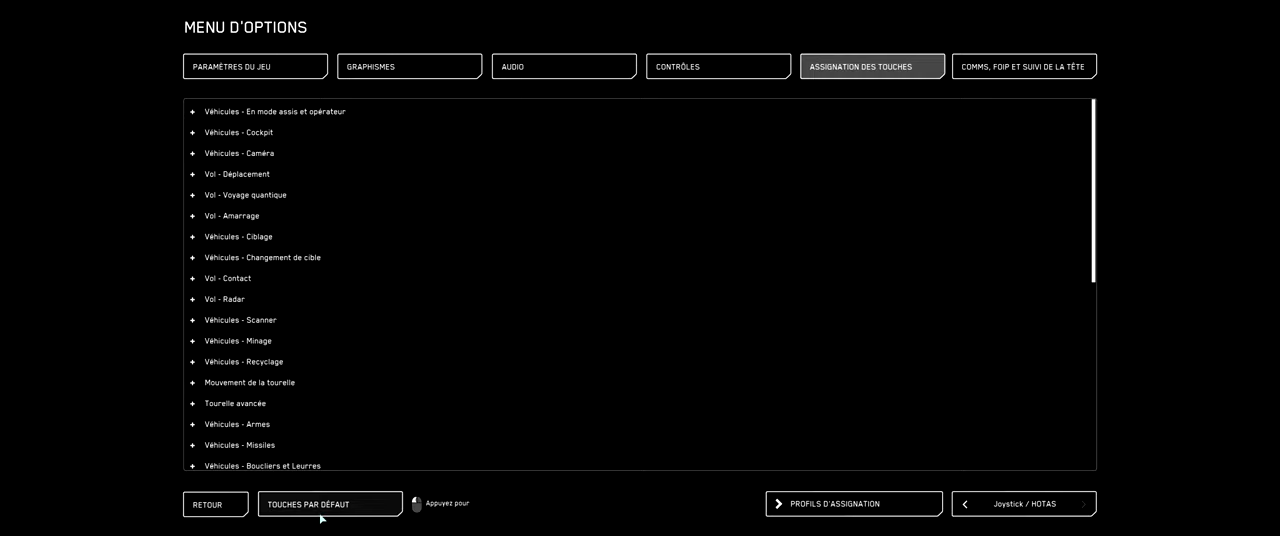 MENU D'OPTIONS
PARAMÈTRES DU JEU
GRAPHISMES
AUDIO
CONTRÔLES
ASSIGNATION DES TOUCHES
COMMS, FOIP ET SUIVI DE LA TÊTE
+ Véhicules - En mode assis et opérateur
+ Véhicules - Cockpit
+ Véhicules - Caméra
+ Vol - Déplacement
+ Vol - Voyage quantique
+ Vol - Amarrage
+ Véhicules - Ciblage
+ Véhicules - Changement de cible
+ Vol - Contact
+ Vol - Radar
+ Véhicules - Scanner
+ Véhicules - Minage
+ Véhicules - Recyclage
+ Mouvement de la tourelle
+ Tourelle avancée
+ Véhicules - Armes
+ Véhicules - Missiles
+ Véhicules - Boucliers et Leurres
RETOUR
TOUCHES PAR DÉFAUT
Appuyez pour
PROFILS D'ASSIGNATION
Joystick / HOTAS